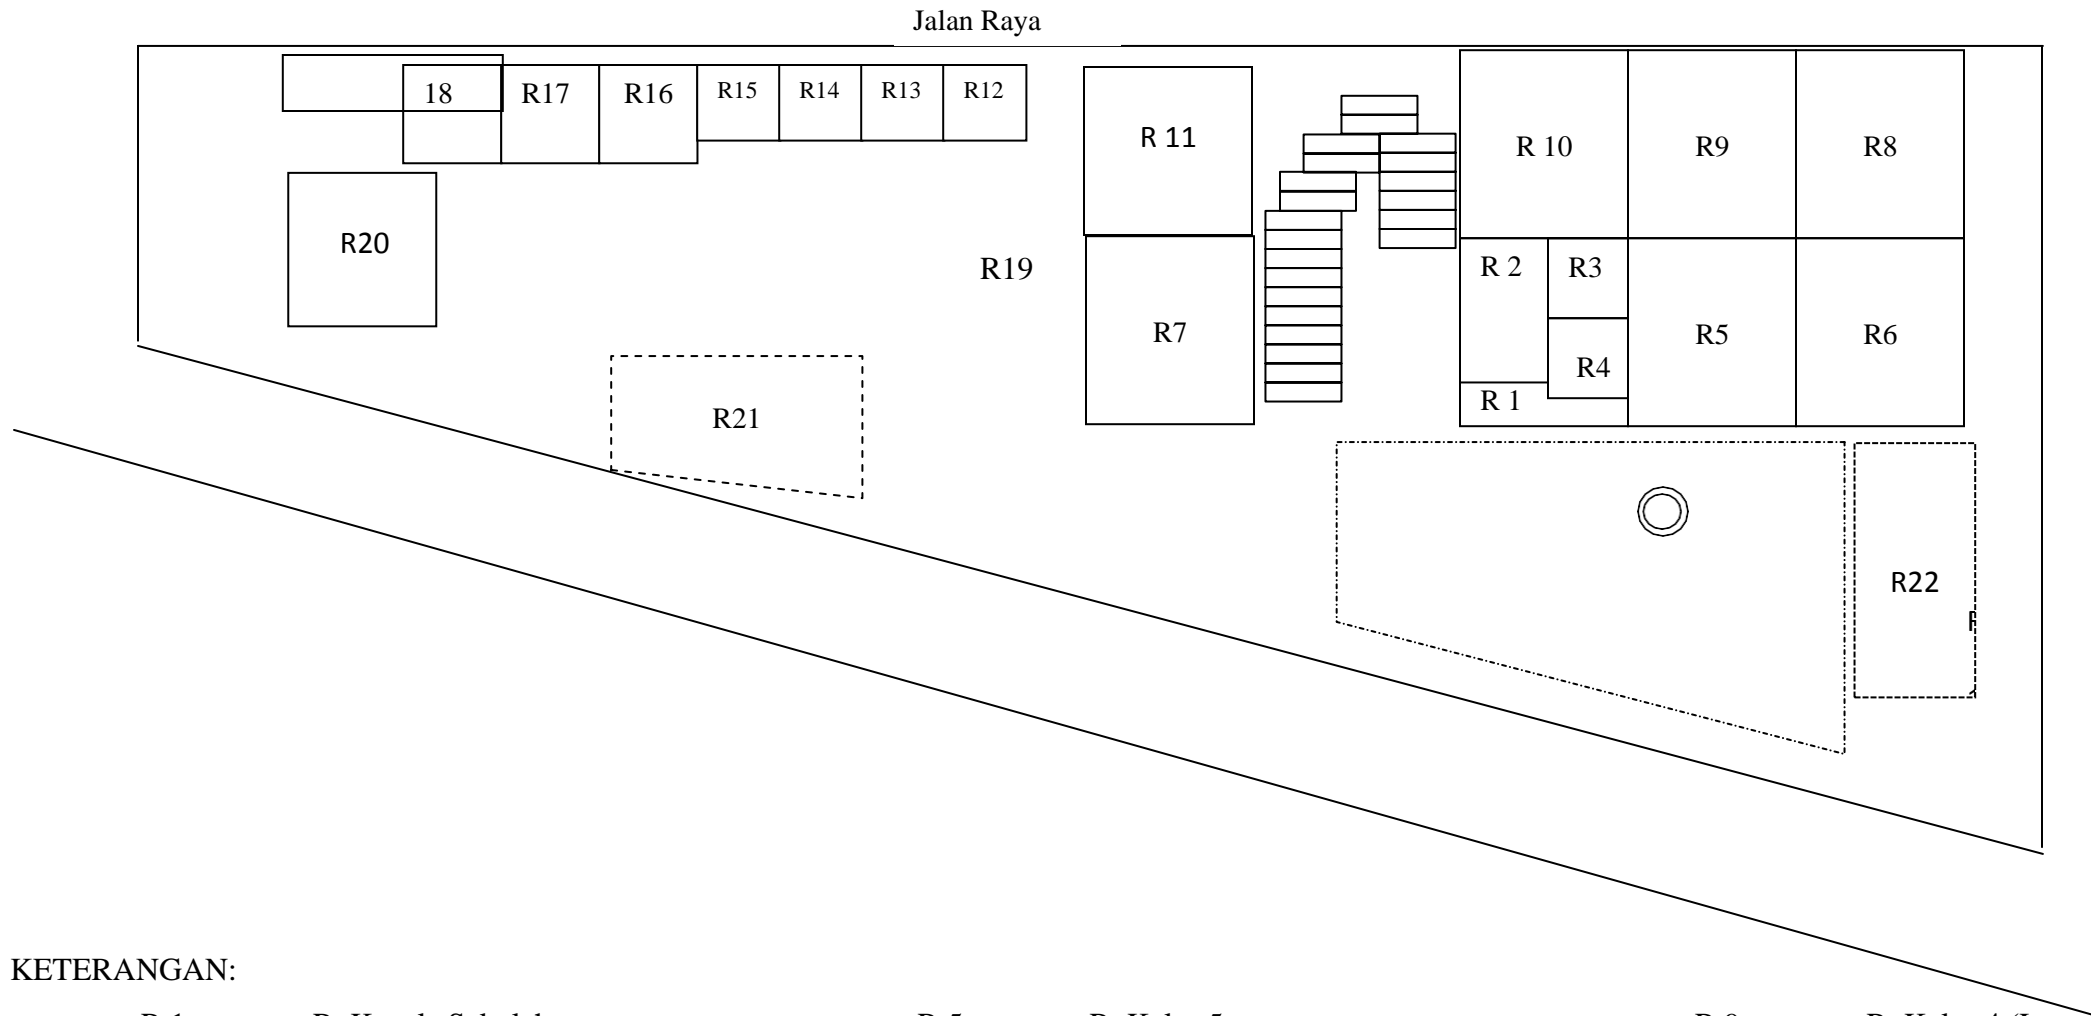 Jalan Raya
18 R17 R16 R15 R14 R13 R12
R 11
R 10 R9 R8
R20
R19
R 2 R3
R7
R5 R6
R4
R 1
R21
R22
KETERANGAN: